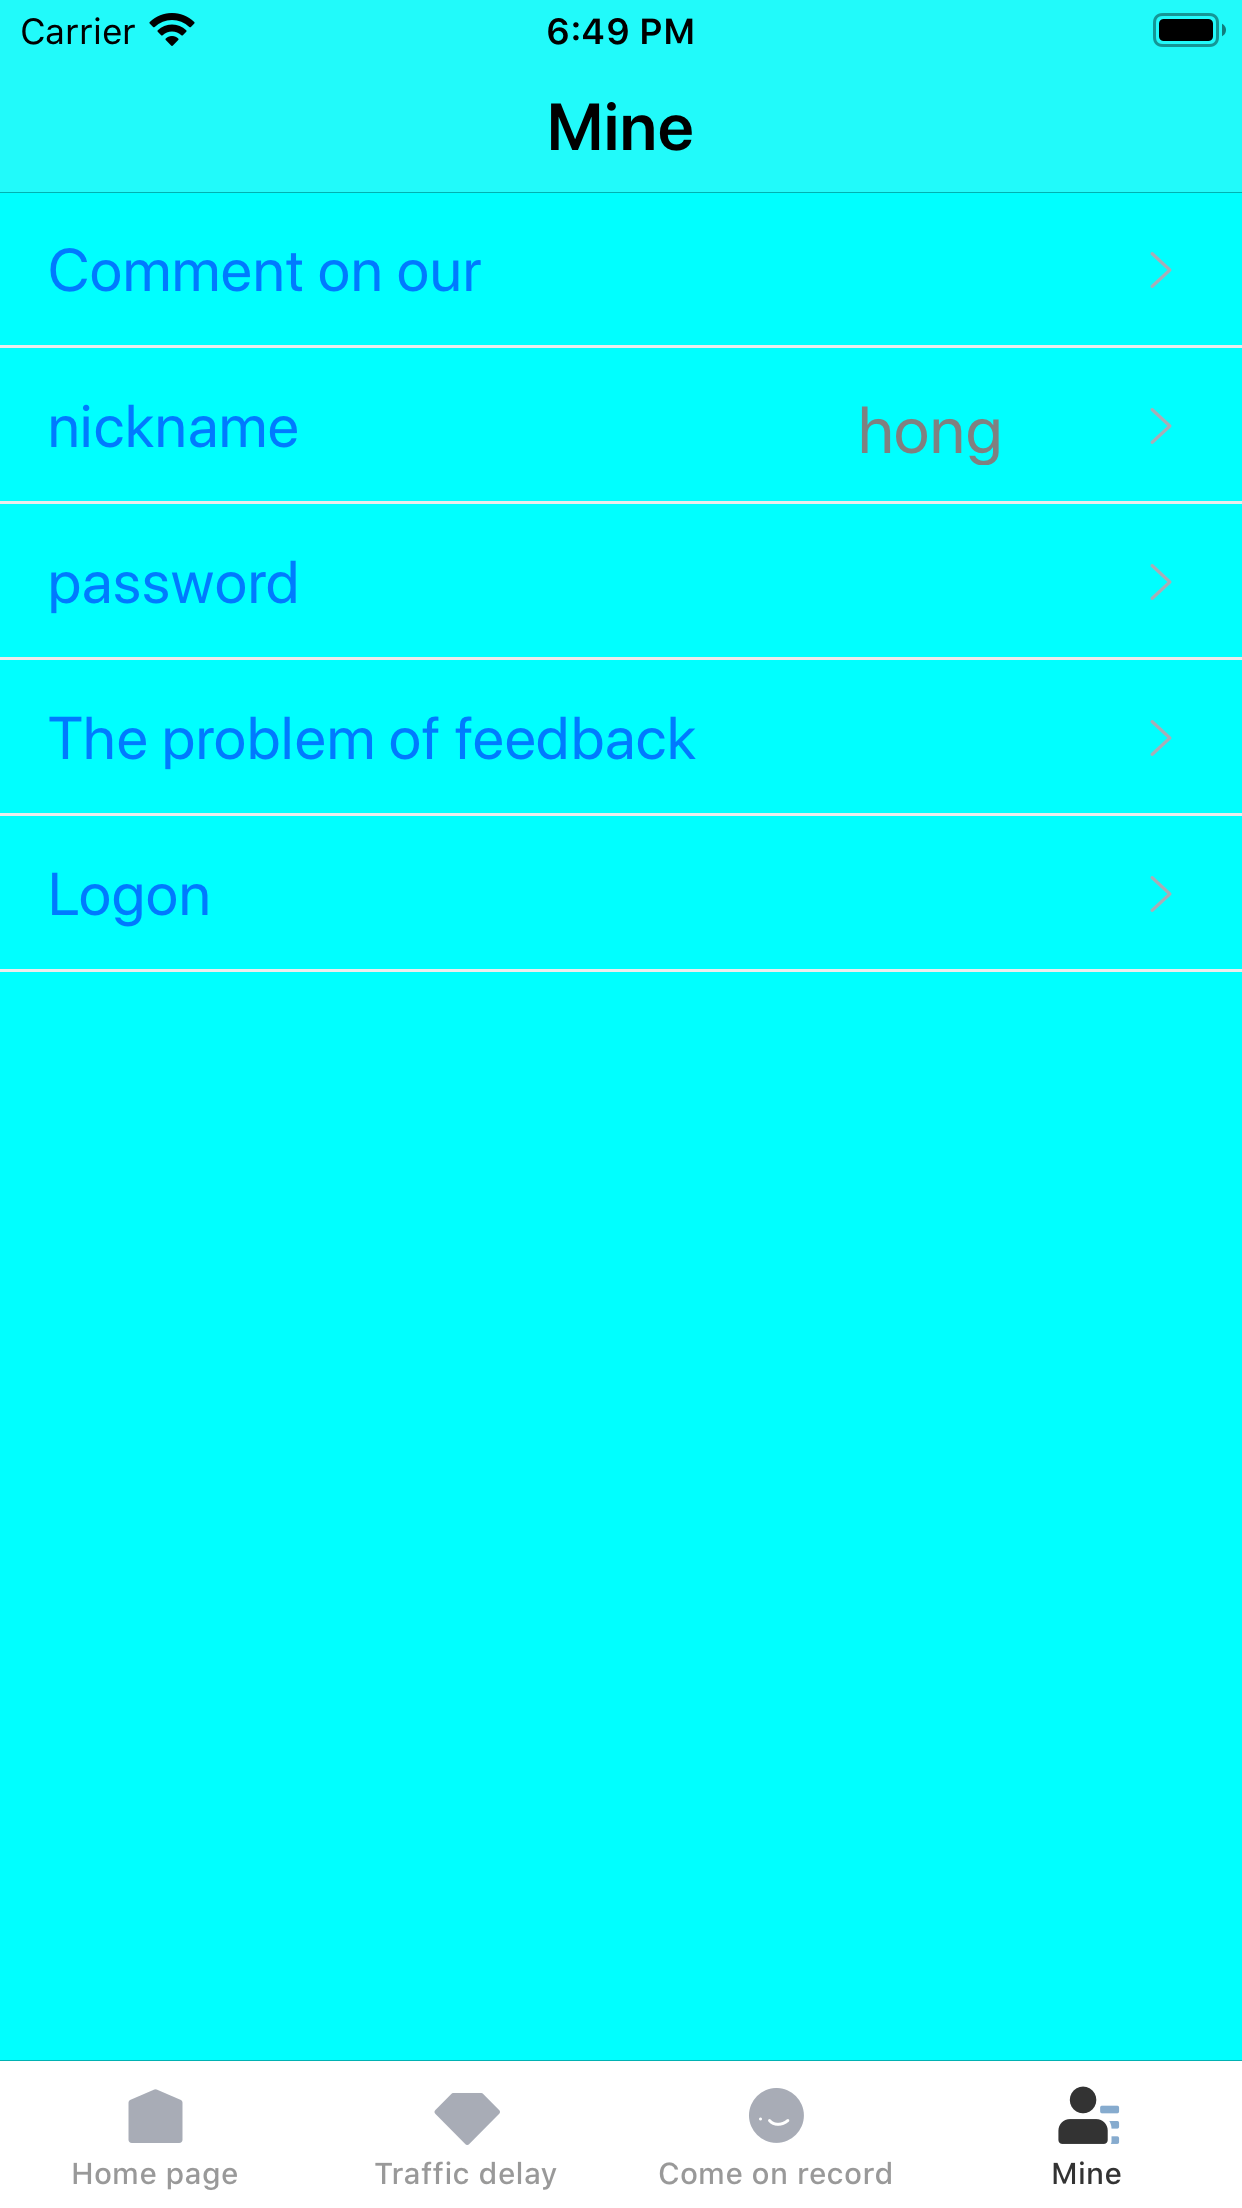 Carrier 6:49 PM
Mine
Comment on our
nickname hong
password
The problem of feedback
Logon
Home page Traffic delay Come on record Mine